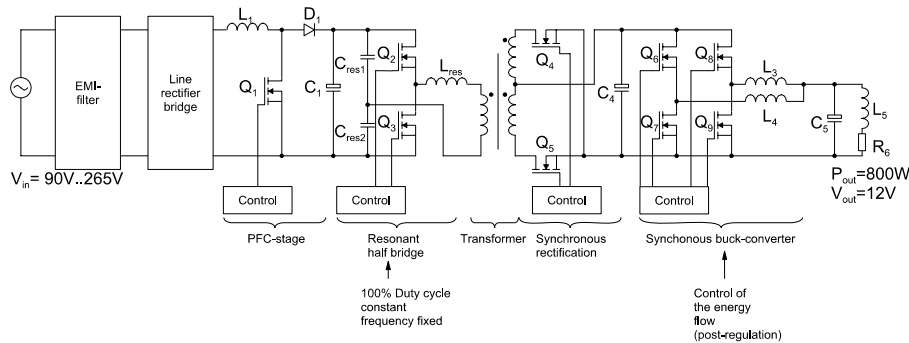 L1
D1
EMI-
filter
Line
rectifier
bridge
Q1
C1
Cres1
Cres2
Q2
Q3
Lres
Q4
Q5
C4
Q6
Q8
Q7
Q9
L3
L4
C5
L5
R6
Vin= 90V..265V
Pout=800W
Vout=12V
Control
Control
Control
Control
PFC-stage
Resonant
half bridge
Transformer
Synchronous
rectification
Synchonous buck-converter
100% Duty cycle
constant
frequency fixed
Control of
the energy
flow
(post-regulation)